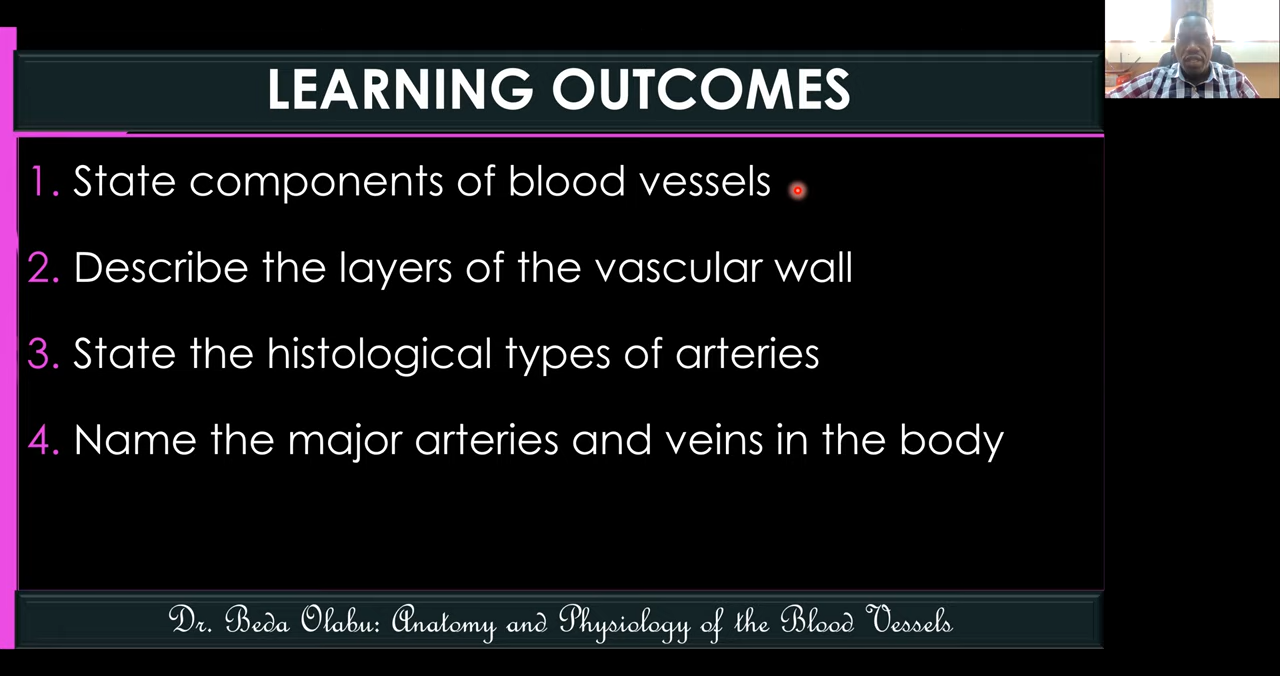 LEARNING OUTCOMES
1. State components of blood vessels
2. Describe the layers of the vascular wall
3. State the histological types of arteries
4. Name the major arteries and veins in the body
Dr. Beda Olabu: Anatomy and Physiology of the Blood Vessels